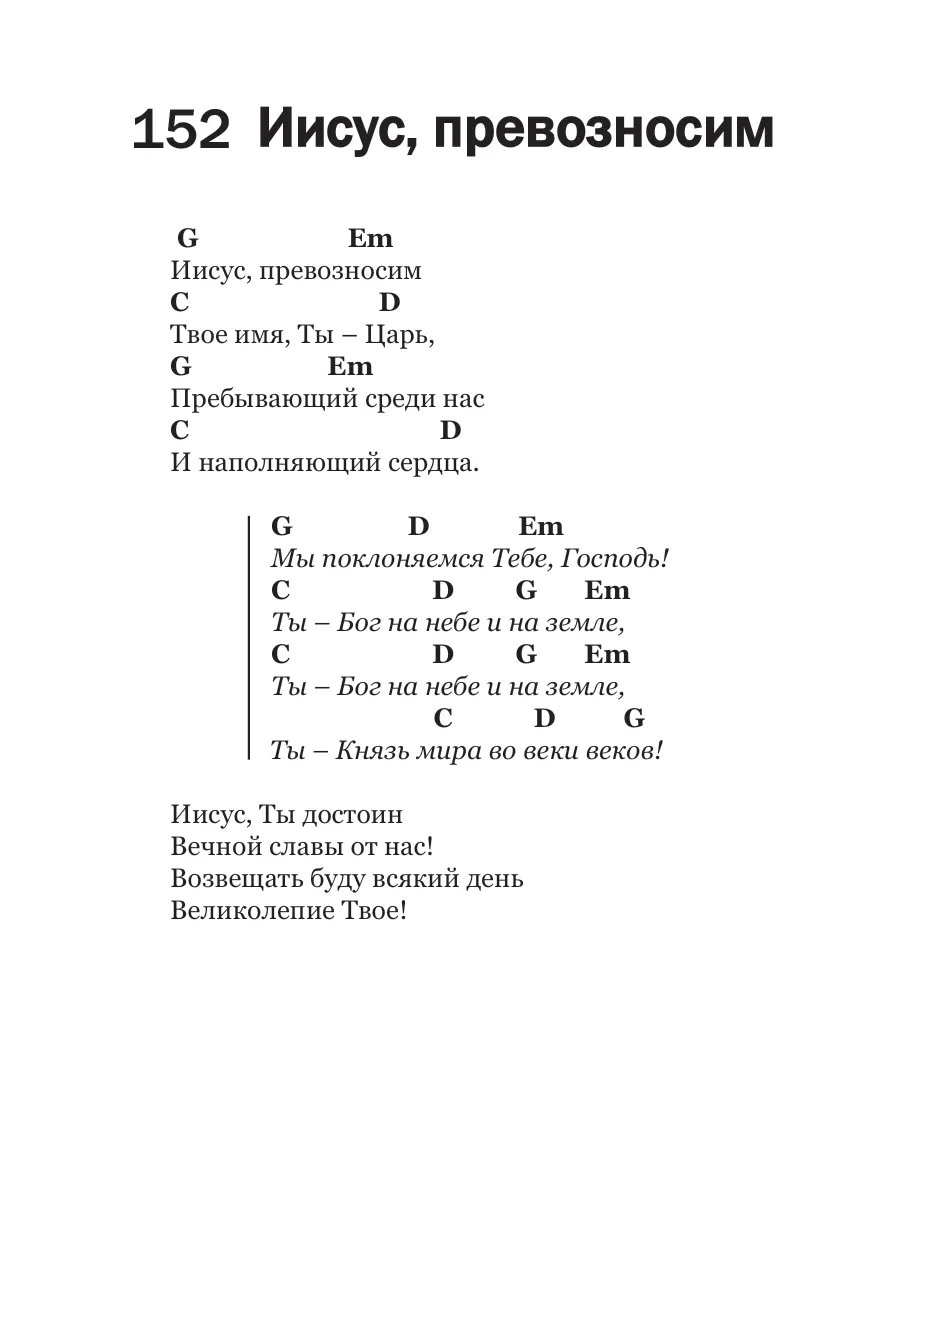 152 Иисус, превозносим
G Em
Иисус, превозносим
C D
Твое имя, Ты – Царь,
G Em
Пребывающий среди нас
C D
И наполняющий сердца.
G D Em
Мы поклоняемся Тебе, Господь!
C D G Em
Ты – Бог на небе и на земле,
C D G Em
Ты – Бог на небе и на земле,
C D G
Ты – Князь мира во веки веков!
Иисус, Ты достоин
Вечной славы от нас!
Возвещать буду всякий день
Великолепие Твое!